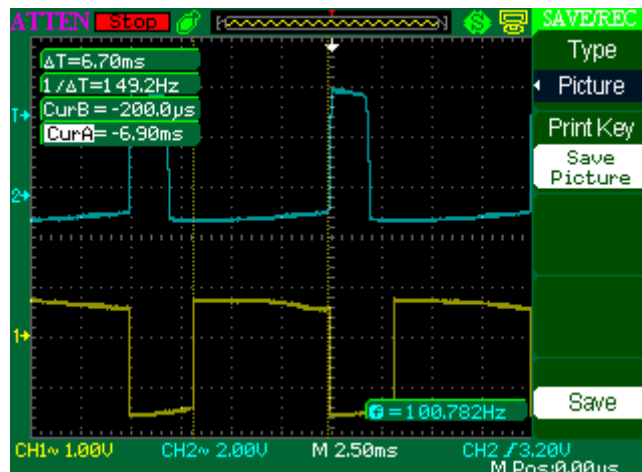 ATTEN Stop SAVE/REC
Type
Picture
Print Key
Save
Picture
Save
ΔT=6.70ms
1/ΔT=149.2Hz
CurB=-200.0µs
CurA=-6.90ms
T
2
1
=100.782Hz
CH1~ 1.00V CH2~ 2.00V M 2.50ms CH2 /3.20V
M Pos:0.00µs